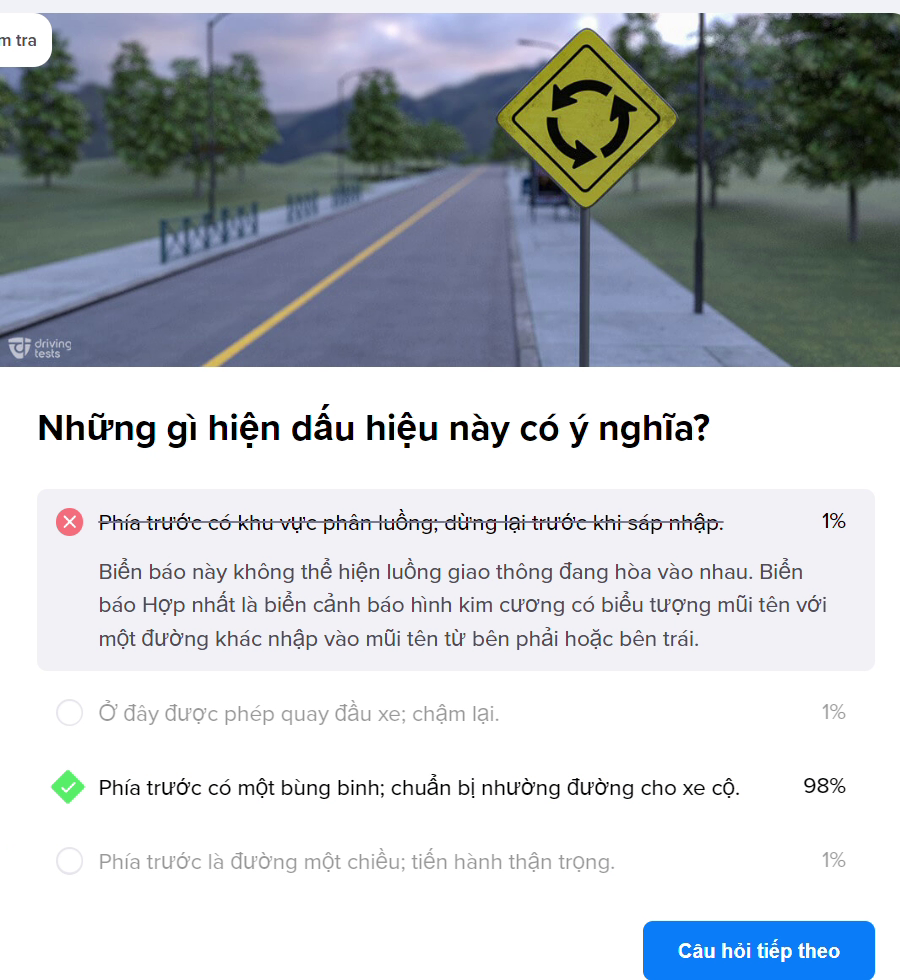 m tra
driving
tests
Những gì hiện dấu hiệu này có ý nghĩa?
Phía trước có khu vực phân luồng; dừng lại trước khi sáp nhập. 1%
Biển báo này không thể hiện luồng giao thông đang hòa vào nhau. Biển
báo Hợp nhất là biển cảnh báo hình kim cương có biểu tượng mũi tên với
một đường khác nhập vào mũi tên từ bên phải hoặc bên trái.
Ở đây được phép quay đầu xe; chậm lại. 1%
Phía trước có một bùng binh; chuẩn bị nhường đường cho xe cộ. 98%
Phía trước là đường một chiều; tiến hành thận trọng. 1%
Câu hỏi tiếp theo